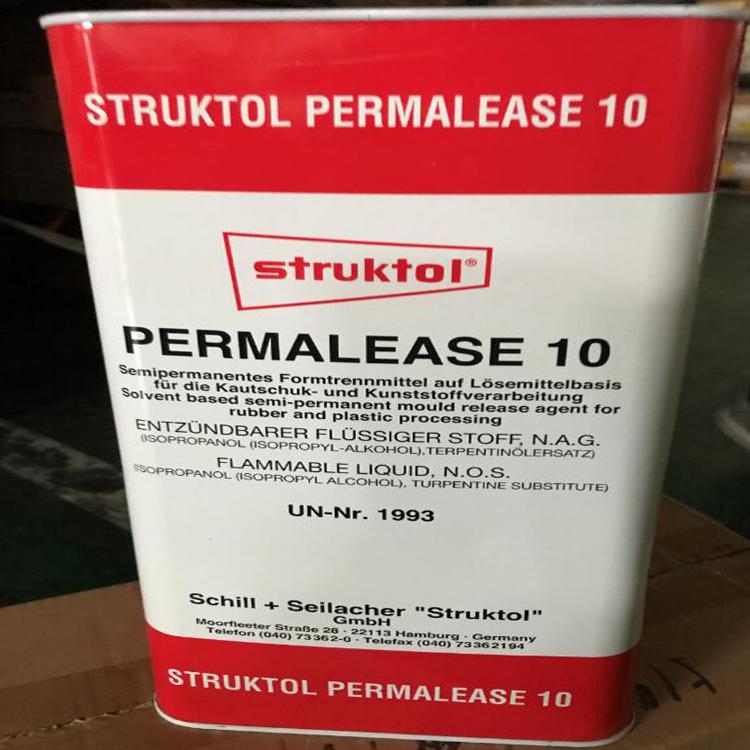 STRUKTOL PERMALEASE 10
struktol®
PERMALEASE 10
Semipermanentes Formtrennmittel auf Lösemittelbasis
für die Kautschuk- und Kunststoffverarbeitung
Solvent based semi-permanent mould release agent for
rubber and plastic processing
ENTZÜNDBARER FLÜSSIGER STOFF, N.A.G.
(ISOPROPANOL (ISOPROPYL-ALKOHOL),TERPENTINÖLERSATZ)
FLAMMABLE LIQUID, N.O.S.
(ISOPROPANOL (ISOPROPYL ALCOHOL). TURPENTINE SUBSTITUTE)
UN-Nr. 1993
Schill + Seilacher "Struktol"
GmbH
Moorfleeter Straße 28 · 22113 Hamburg · Germany
Telefon (040) 73362-0 · Telefax (040) 73362194
STRUKTOL PERMALEASE 10